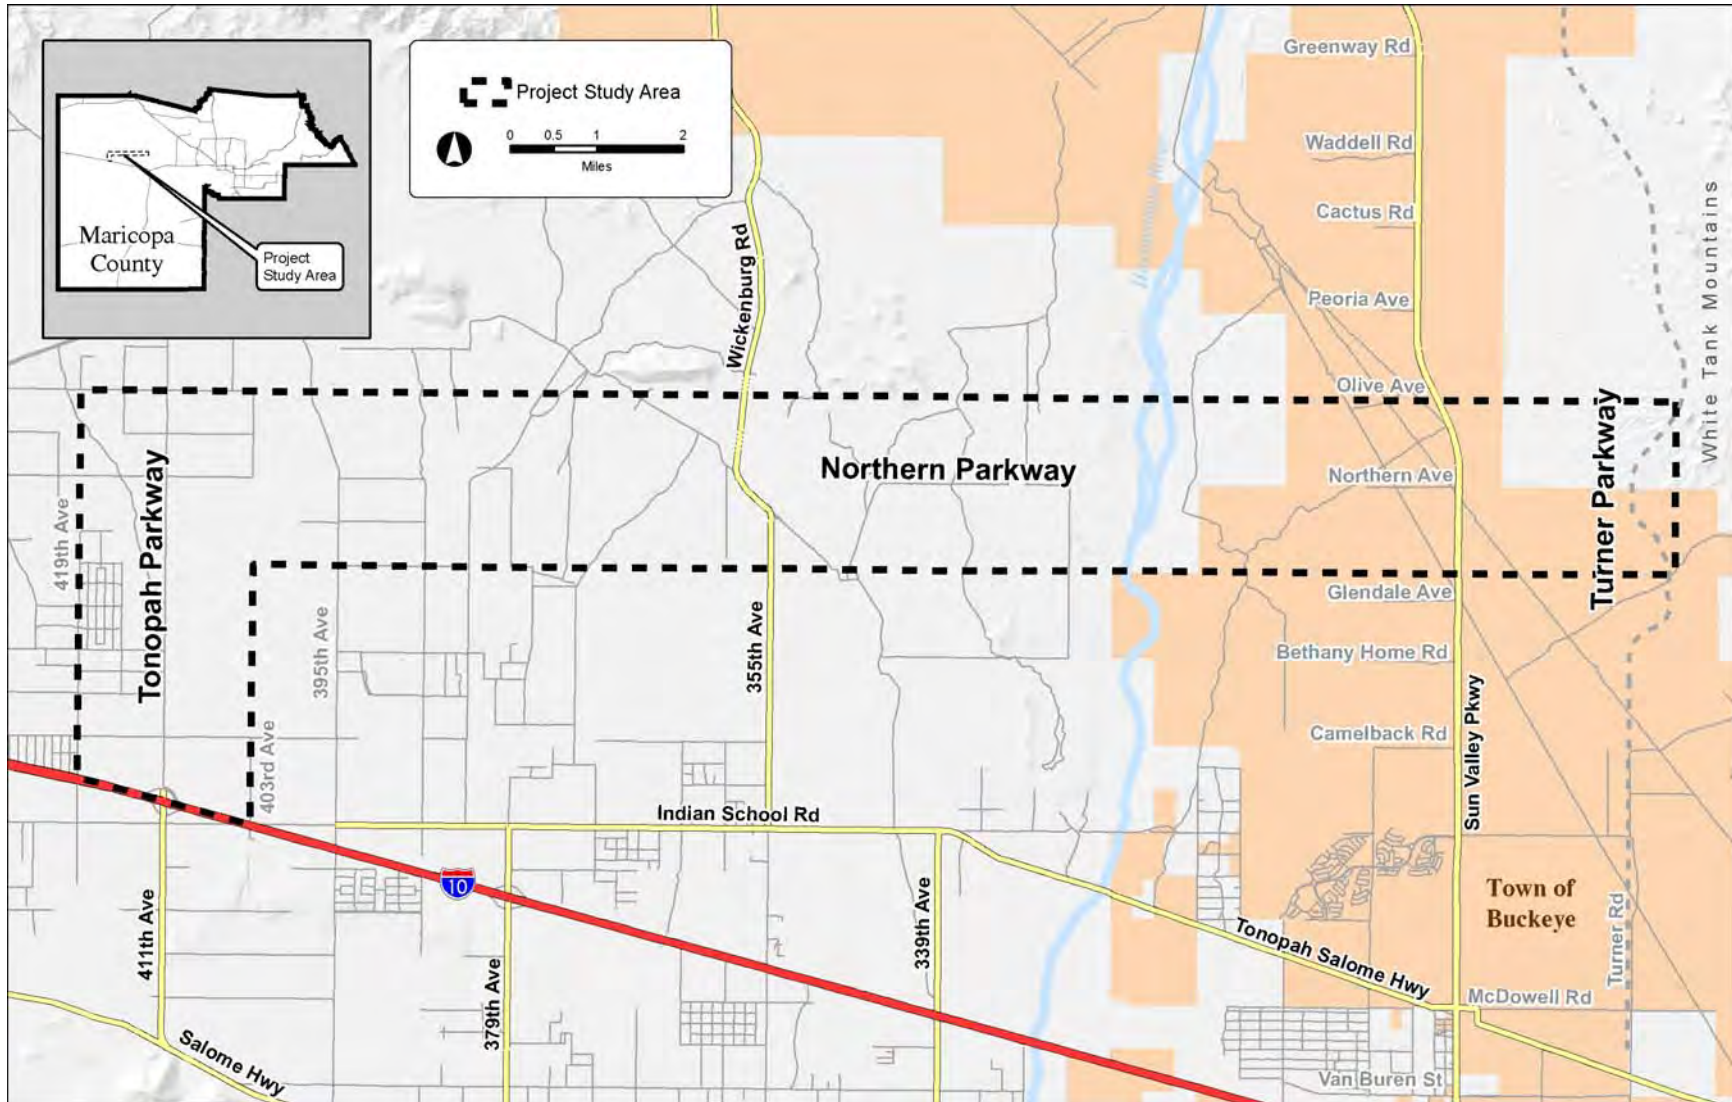 Greenway Rd
Project Study Area
0 0.5 1 2
Miles
Waddell Rd
Cactus Rd
Maricopa
County
Project
Study Area
Wickenburg Rd
Peoria Ave
White Tank Mountains
Olive Ave
Northern Parkway
Northern Ave
Turner Parkway
419th Ave
Tonopah Parkway
Glendale Ave
395th Ave
355th Ave
Bethany Home Rd
Camelback Rd
Sun Valley Pkwy
403rd Ave
Indian School Rd
10
411th Ave
379th Ave
339th Ave
Tonopah Salome Hwy
Town of
Buckeye
Turner Rd
McDowell Rd
Salome Hwy
Van Buren St